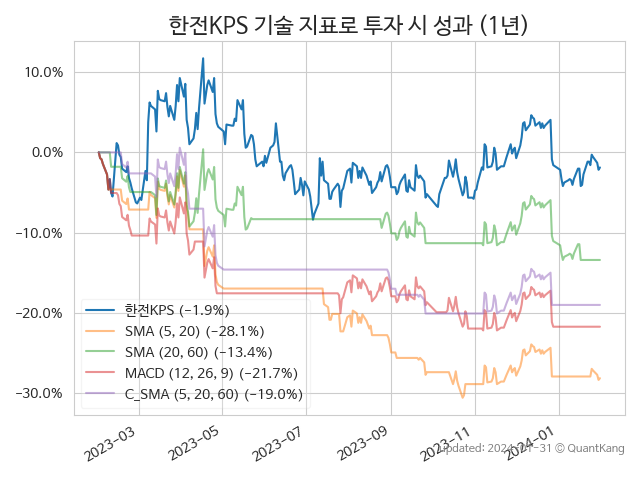 한전KPS 기술 지표로 투자 시 성과 (1년)
10.0%
0.0%
−10.0%
−20.0%
−30.0%
한전KPS (−1.9%)
SMA (5, 20) (−28.1%)
SMA (20, 60) (−13.4%)
MACD (12, 26, 9) (−21.7%)
C_SMA (5, 20, 60) (−19.0%)
2023-03
2023-05
2023-07
2023-09
2023-11
2024-01
updated: 2024-01-31 © QuantKang